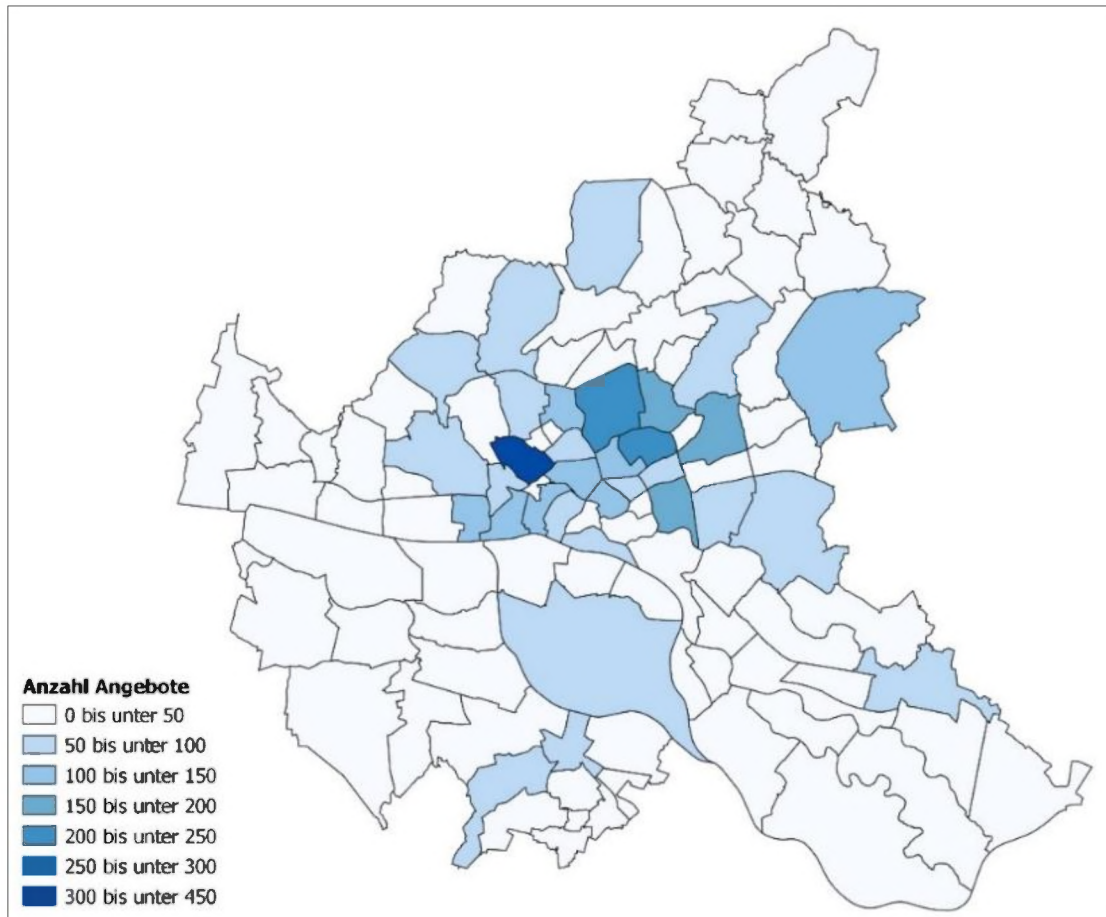 Anzahl Angebote
0 bis unter 50
50 bis unter 100
100 bis unter 150
150 bis unter 200
200 bis unter 250
250 bis unter 300
300 bis unter 450